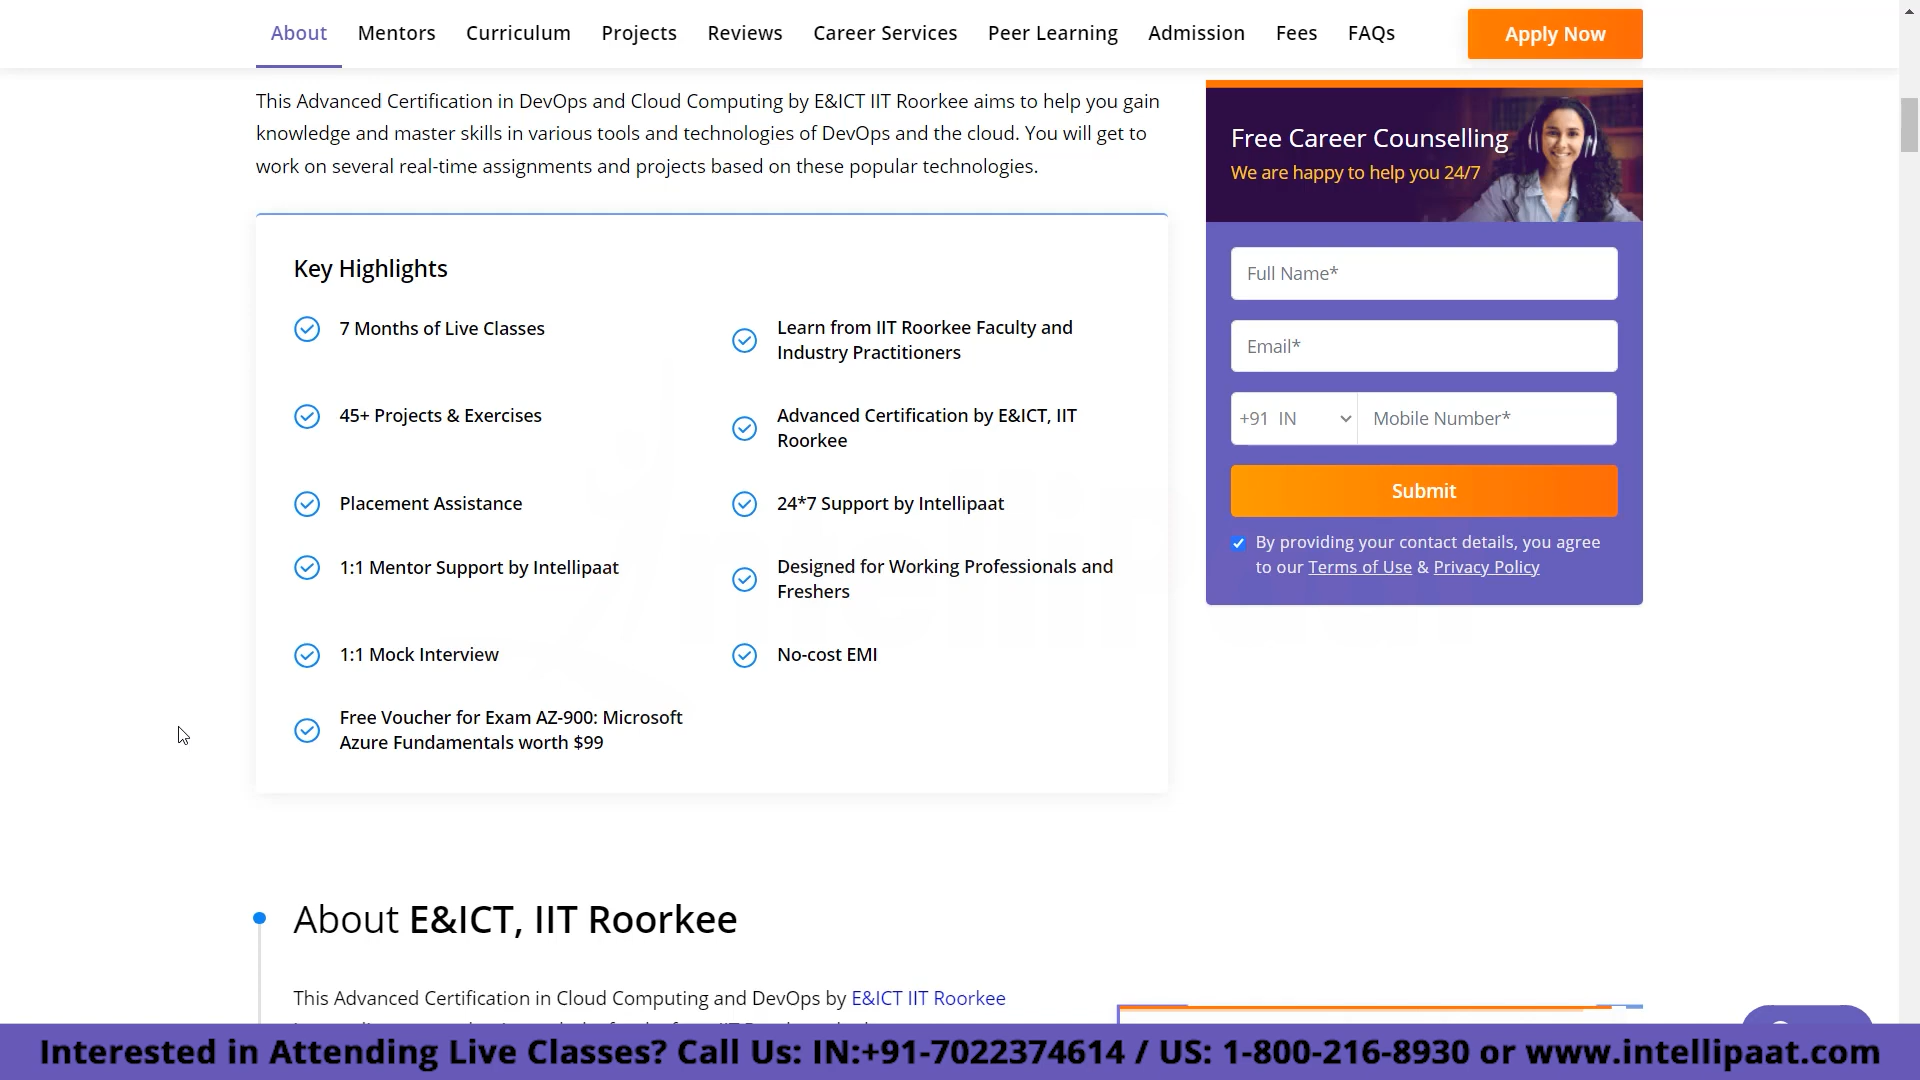 About Mentors Curriculum Projects Reviews Career Services Peer Learning Admission Fees FAQs Apply Now
This Advanced Certification in DevOps and Cloud Computing by E&ICT IIT Roorkee aims to help you gain
knowledge and master skills in various tools and technologies of DevOps and the cloud. You will get to
work on several real-time assignments and projects based on these popular technologies.
Key Highlights
7 Months of Live Classes
Learn from IIT Roorkee Faculty and
Industry Practitioners
45+ Projects & Exercises
Advanced Certification by E&ICT, IIT
Roorkee
Placement Assistance
24*7 Support by Intellipaat
1:1 Mentor Support by Intellipaat
Designed for Working Professionals and
Freshers
1:1 Mock Interview
No-cost EMI
Free Voucher for Exam AZ-900: Microsoft
Azure Fundamentals worth $99
Free Career Counselling
We are happy to help you 24/7
Full Name*
Email*
+91 IN Mobile Number*
Submit
By providing your contact details, you agree
to our Terms of Use & Privacy Policy
About E&ICT, IIT Roorkee
This Advanced Certification in Cloud Computing and DevOps by E&ICT IIT Roorkee
Interested in Attending Live Classes? Call Us: IN:+91-7022374614 / US: 1-800-216-8930 or www.intellipaat.com